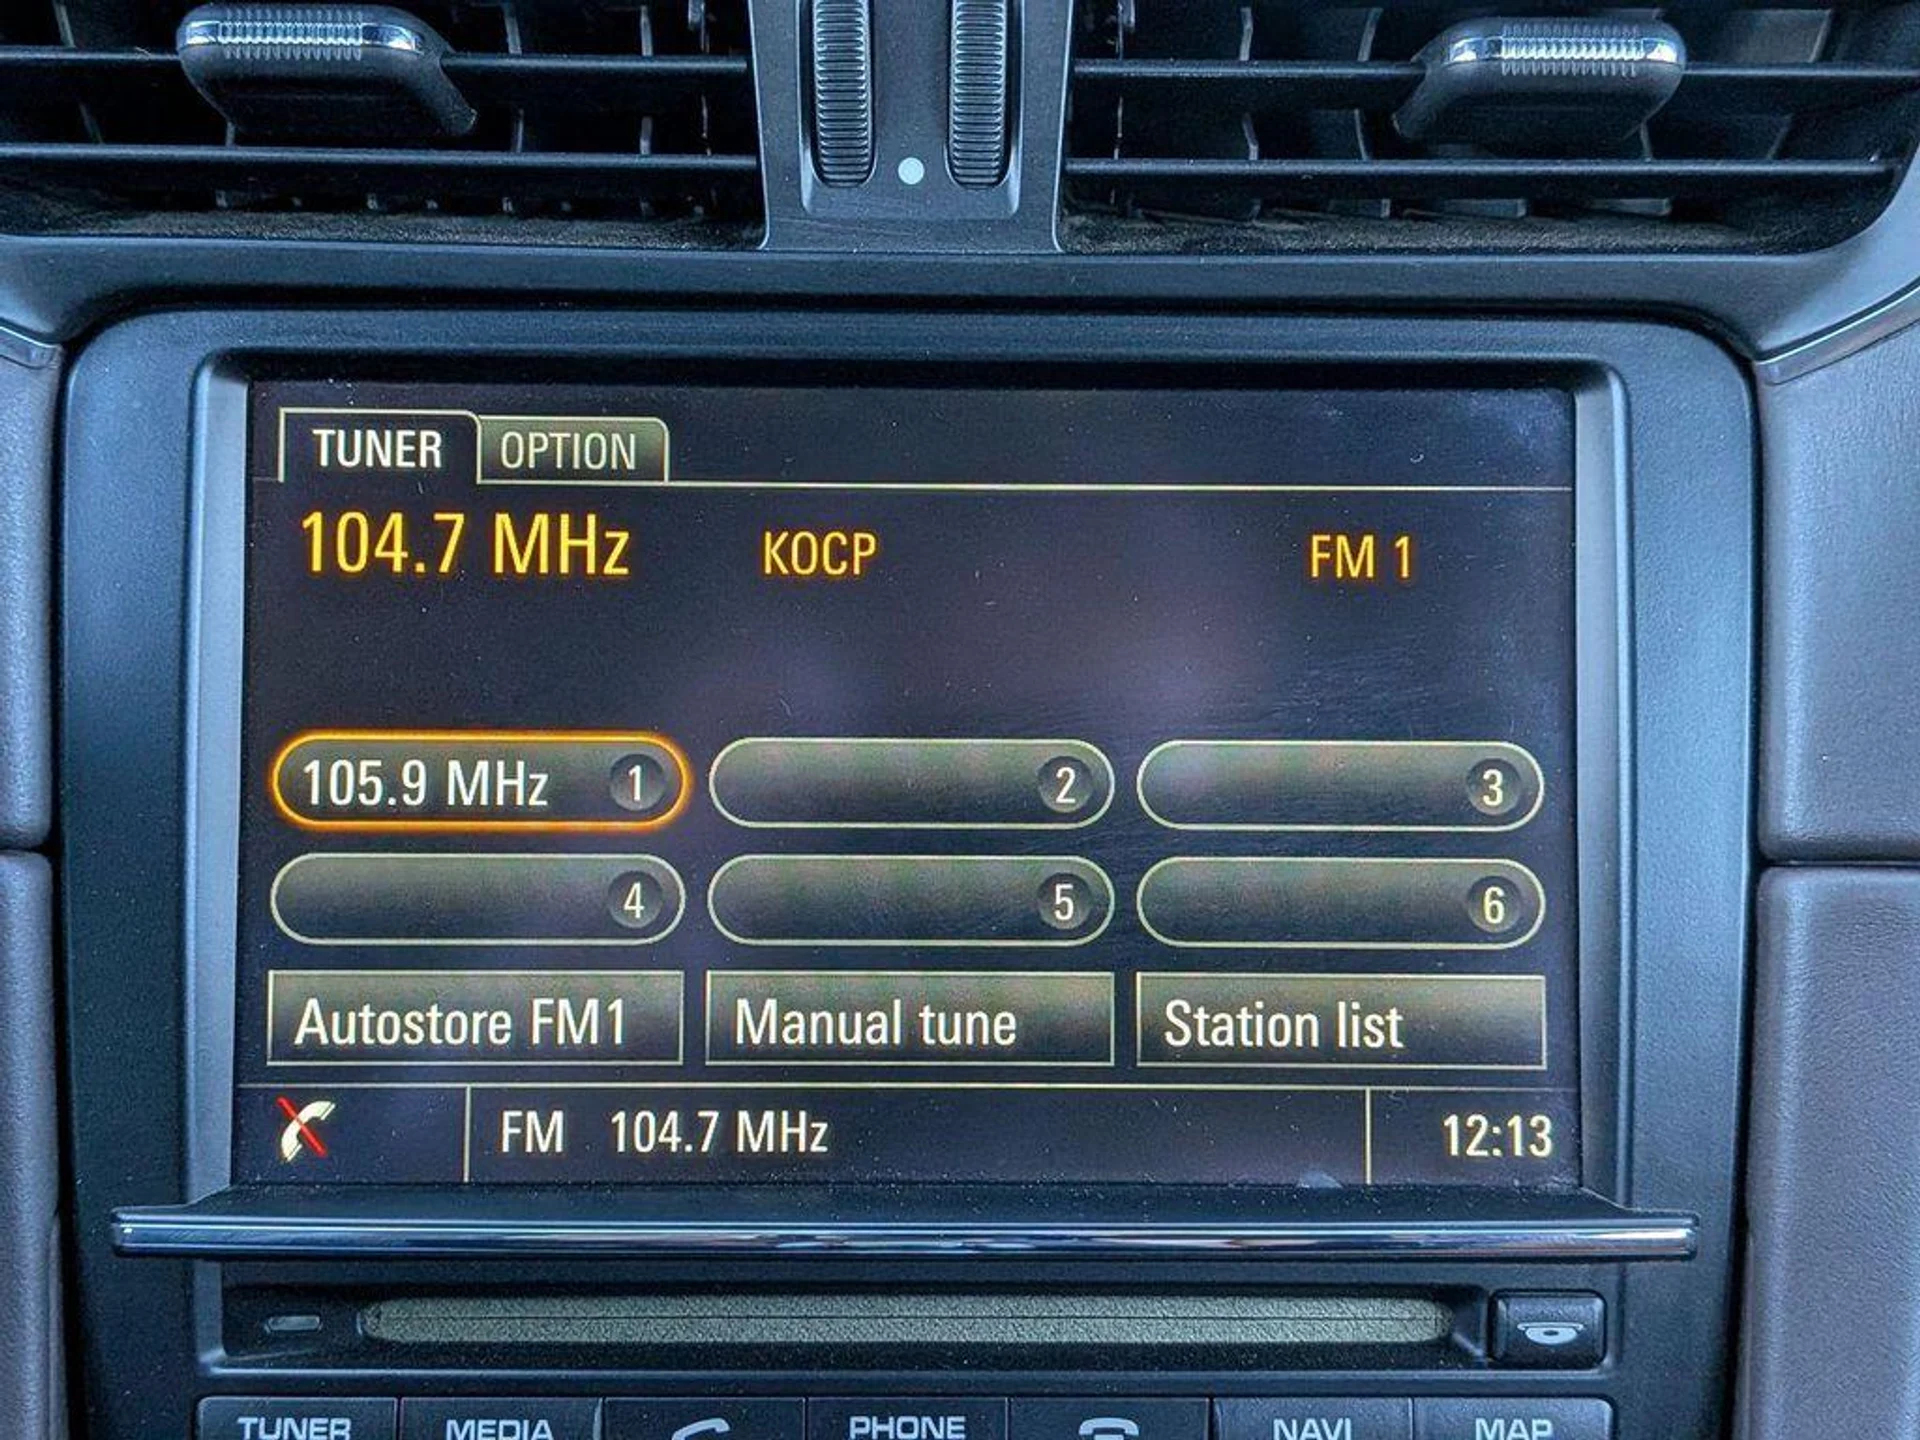 TUNER OPTION
104.7 MHz KOCP FM 1
105.9 MHz 1 2 3
4 5 6
Autostore FM1 Manual tune Station list
FM 104.7 MHz 12:13
TUNER MEDIA PHONE NAVI MAP